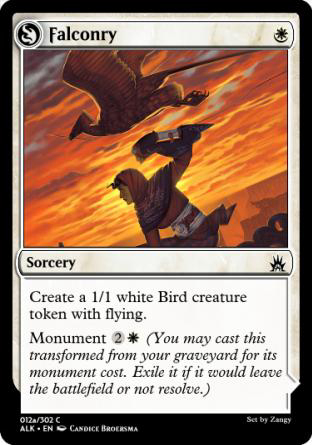 Falconry
Sorcery
Create a 1/1 white Bird creature
token with flying.
Monument 2 (You may cast this
transformed from your graveyard for its
monument cost. Exile it if it would leave
the battlefield or not resolve.)
012a/302 C
ALK • EN CANDICE BROERSMA
Set by Zangy